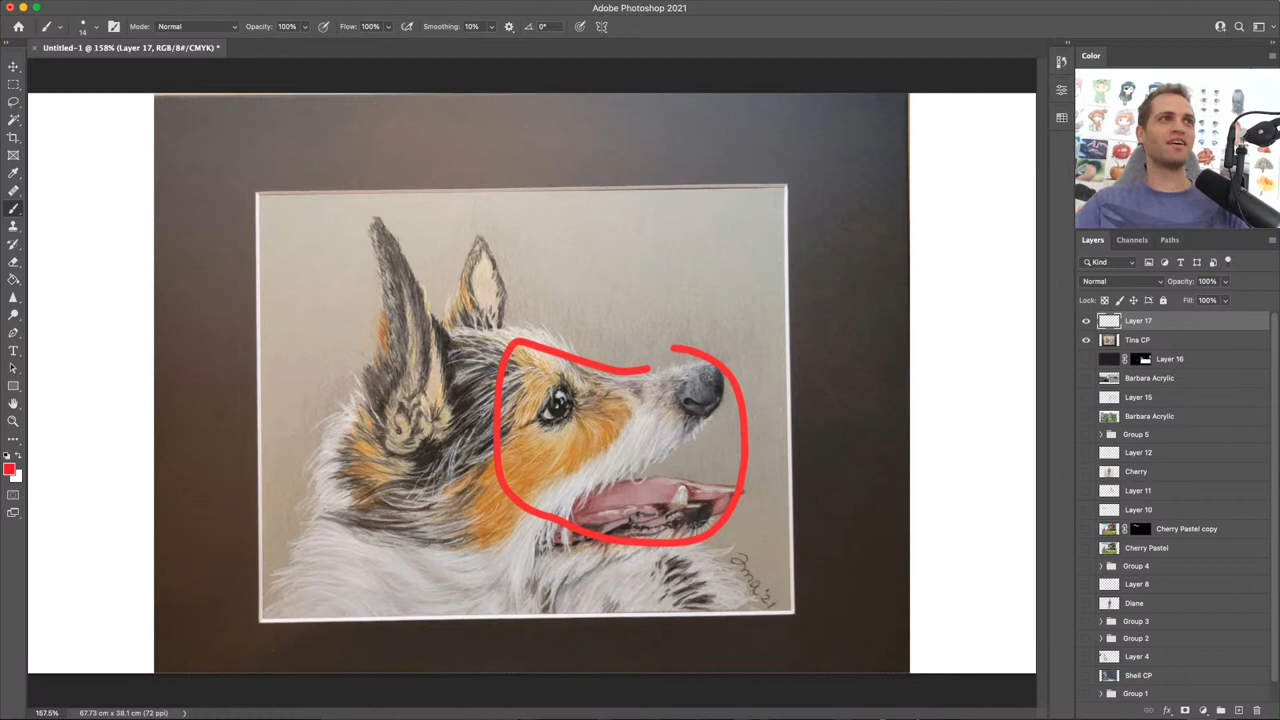 Adobe Photoshop 2021
14
Mode: Normal
Opacity: 100%
Flow: 100%
Smoothing: 10%
0°
Untitled-1 @ 158% (Layer 17, RGB/8#/CMYK) *
Color
Layers Channels Paths
Kind
Normal
Opacity: 100%
Lock:
Fill: 100%
Layer 17
Tina CP
Layer 16
Barbara Acrylic
Layer 15
Barbara Acrylic
Group 5
Layer 12
Cherry
Layer 11
Layer 10
Cherry Pastel copy
Cherry Pastel
Group 4
Layer 8
Diane
Group 3
Group 2
Layer 4
Shell CP
Group 1
157.5%
67.73 cm x 38.1 cm (72 ppi)